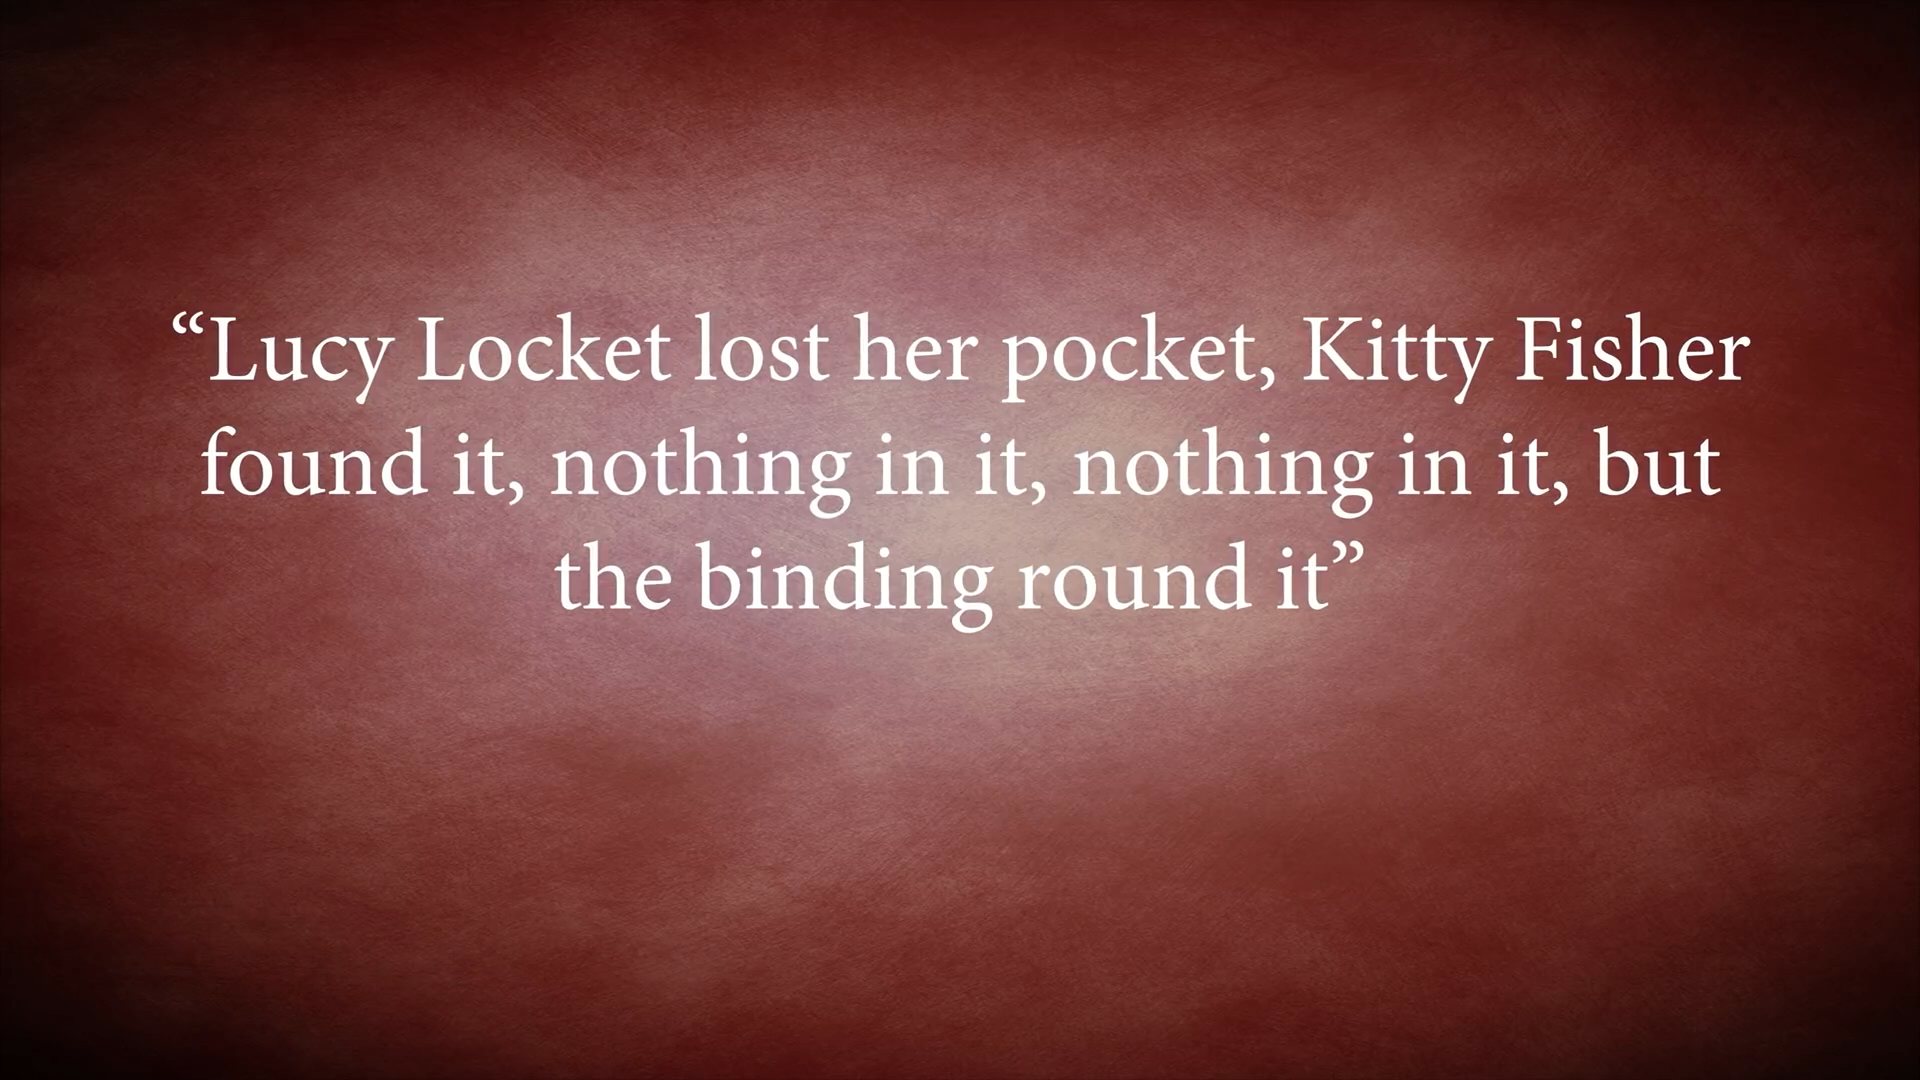 “Lucy Locket lost her pocket, Kitty Fisher
found it, nothing in it, nothing in it, but
the binding round it”